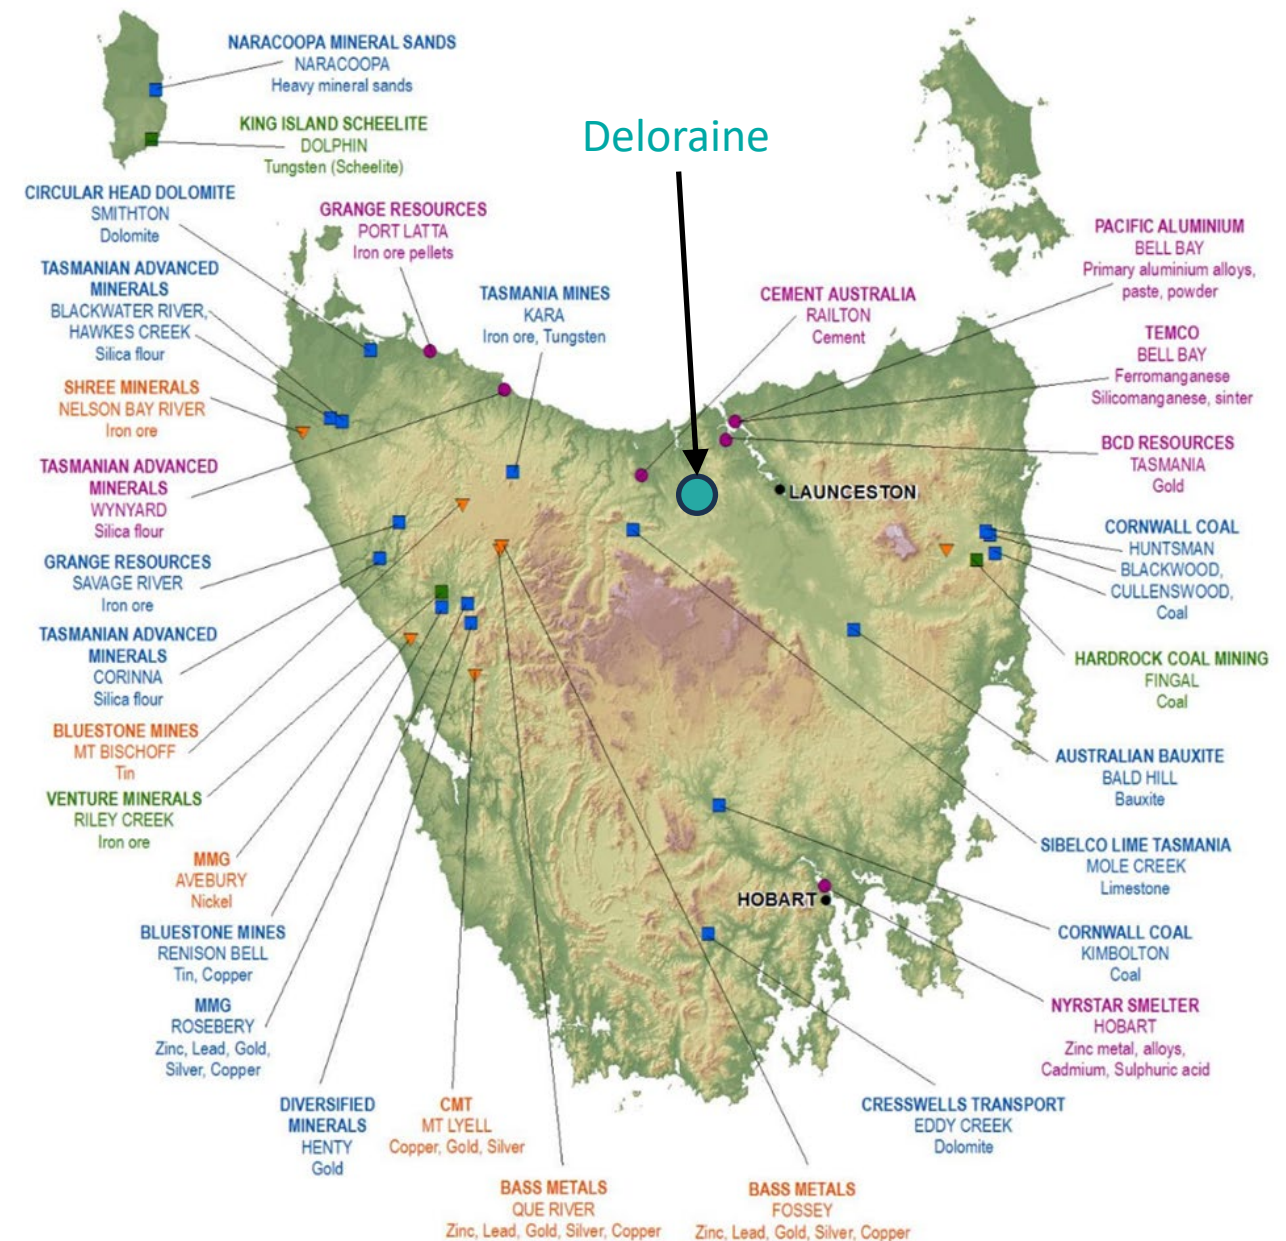 NARACOOPA MINERAL SANDS
NARACOOPA
Heavy mineral sands
KING ISLAND SCHEELITE
DOLPHIN
Tungsten (Scheelite)
Deloraine
CIRCULAR HEAD DOLOMITE
SMITHTON
Dolomite
GRANGE RESOURCES
PORT LATTA
Iron ore pellets
TASMANIAN ADVANCED
MINERALS
BLACKWATER RIVER,
HAWKES CREEK
Silica flour
TASMANIA MINES
KARA
Iron ore, Tungsten
CEMENT AUSTRALIA
RAILTON
Cement
PACIFIC ALUMINIUM
BELL BAY
Primary aluminium alloys,
paste, powder
TEMCO
BELL BAY
Ferromanganese
Silicomanganese, sinter
SHREE MINERALS
NELSON BAY RIVER
Iron ore
BCD RESOURCES
TASMANIA
Gold
TASMANIAN ADVANCED
MINERALS
WYNYARD
Silica flour
LAUNCESTON
CORNWALL COAL
HUNTSMAN
BLACKWOOD,
CULLENSWOOD,
Coal
GRANGE RESOURCES
SAVAGE RIVER
Iron ore
TASMANIAN ADVANCED
MINERALS
CORINNA
Silica flour
HARDROCK COAL MINING
FINGAL
Coal
BLUESTONE MINES
MT BISCHOFF
Tin
AUSTRALIAN BAUXITE
BALD HILL
Bauxite
VENTURE MINERALS
RILEY CREEK
Iron ore
MMG
AVEBURY
Nickel
SIBELCO LIME TASMANIA
MOLE CREEK
Limestone
HOBART
BLUESTONE MINES
RENISON BELL
Tin, Copper
CORNWALL COAL
KIMBOLTON
Coal
MMG
ROSEBERY
Zinc, Lead, Gold,
Silver, Copper
NYRSTAR SMELTER
HOBART
Zinc metal, alloys,
Cadmium, Sulphuric acid
DIVERSIFIED
MINERALS
HENTY
Gold
CMT
MT LYELL
Copper, Gold, Silver
CRESSWELLS TRANSPORT
EDDY CREEK
Dolomite
BASS METALS
QUE RIVER
Zinc, Lead, Gold, Silver, Copper
BASS METALS
FOSSEY
Zinc, Lead, Gold, Silver, Copper